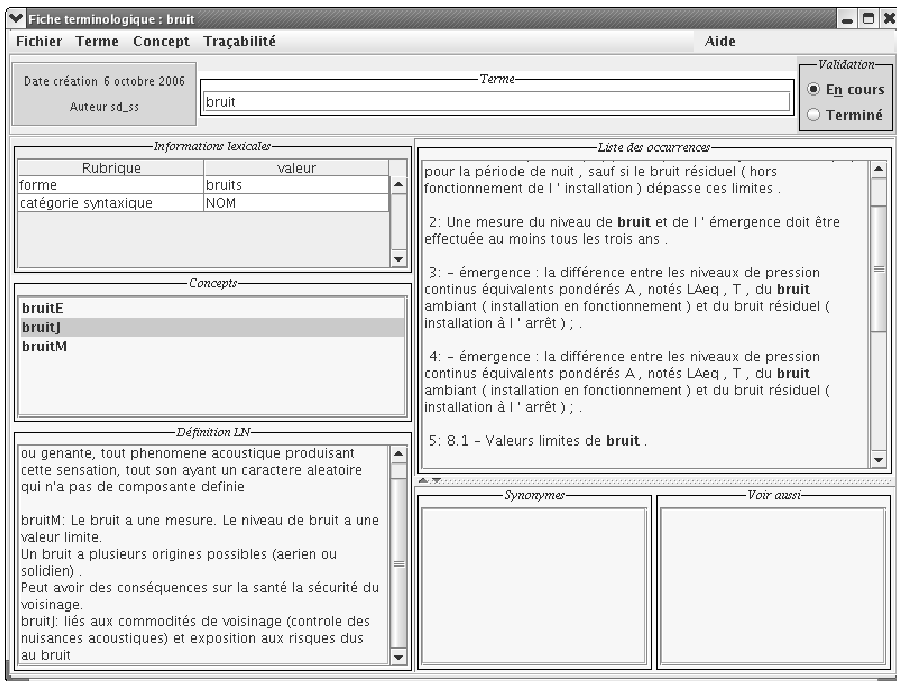 Fiche terminologique : bruit
Fichier Terme Concept Traçabilité Aide
Date création 6 octobre 2006
Auteur sd_ss
Terme
bruit
Validation
En cours
Terminé
Informations lexicales
Rubrique valeur
forme bruits
catégorie syntaxique NOM
Concepts
bruitE
bruitJ
bruitM
Définition LN
ou genante, tout phenomene acoustique produisant
cette sensation, tout son ayant un caractere aleatoire
qui n'a pas de composante definie
bruitM: Le bruit a une mesure. Le niveau de bruit a une
valeur limite.
Un bruit a plusieurs origines possibles (aerien ou
solidien) .
Peut avoir des conséquences sur la santé la sécurité du
voisinage.
bruitJ: liés aux commodités de voisinage (controle des
nuisances acoustiques) et exposition aux risques dus
au bruit
Liste des occurrences
pour la période de nuit , sauf si le bruit résiduel ( hors
fonctionnement de l ' installation ) dépasse ces limites .
2: Une mesure du niveau de bruit et de l ' émergence doit être
effectuée au moins tous les trois ans .
3: - émergence : la différence entre les niveaux de pression
continus équivalents pondérés A , notés LAeq , T , du bruit
ambiant ( installation en fonctionnement ) et du bruit résiduel (
installation à l ' arrêt ) ; .
4: - émergence : la différence entre les niveaux de pression
continus équivalents pondérés A , notés LAeq , T , du bruit
ambiant ( installation en fonctionnement ) et du bruit résiduel (
installation à l ' arrêt ) ; .
5: 8.1 - Valeurs limites de bruit .
Synonymes
Voir aussi